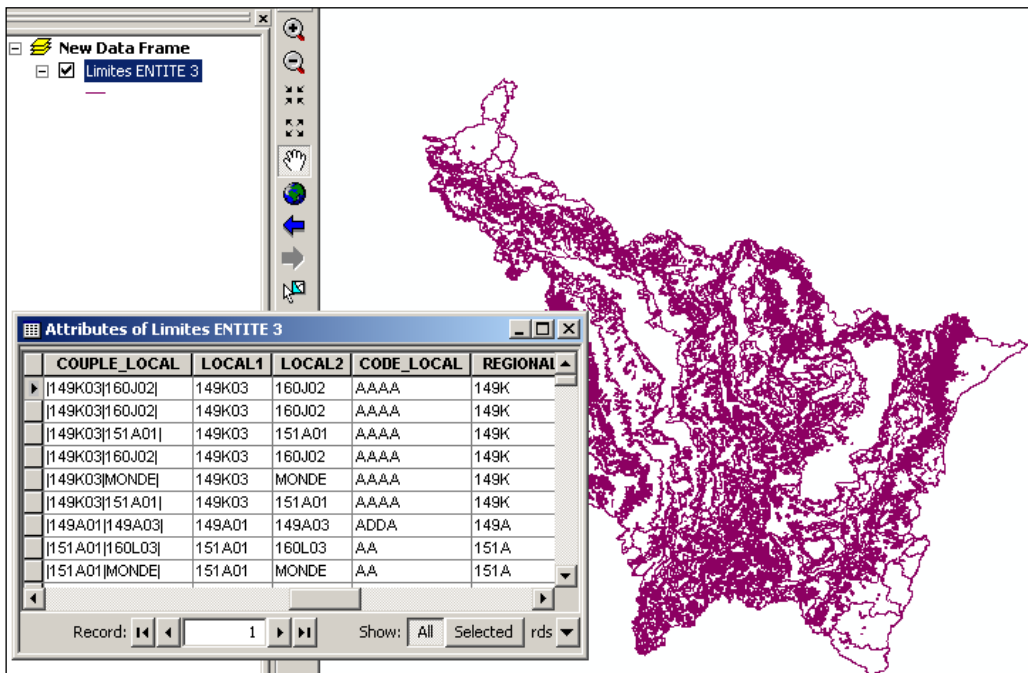 New Data Frame
Limites ENTITE 3
Attributes of Limites ENTITE 3
COUPLE_LOCAL LOCAL1 LOCAL2 CODE_LOCAL REGIONAL
|149K03|160J02| 149K03 160J02 AAAA 149K
|149K03|160J02| 149K03 160J02 AAAA 149K
|149K03|151A01| 149K03 151A01 AAAA 149K
|149K03|160J02| 149K03 160J02 AAAA 149K
|149K03|MONDE| 149K03 MONDE AAAA 149K
|149K03|151A01| 149K03 151A01 AAAA 149K
|149A01|149A03| 149A01 149A03 ADDA 149A
|151A01|160L03| 151A01 160L03 AA 151A
|151A01|MONDE| 151A01 MONDE AA 151A
Record: 1 Show: All Selected rds